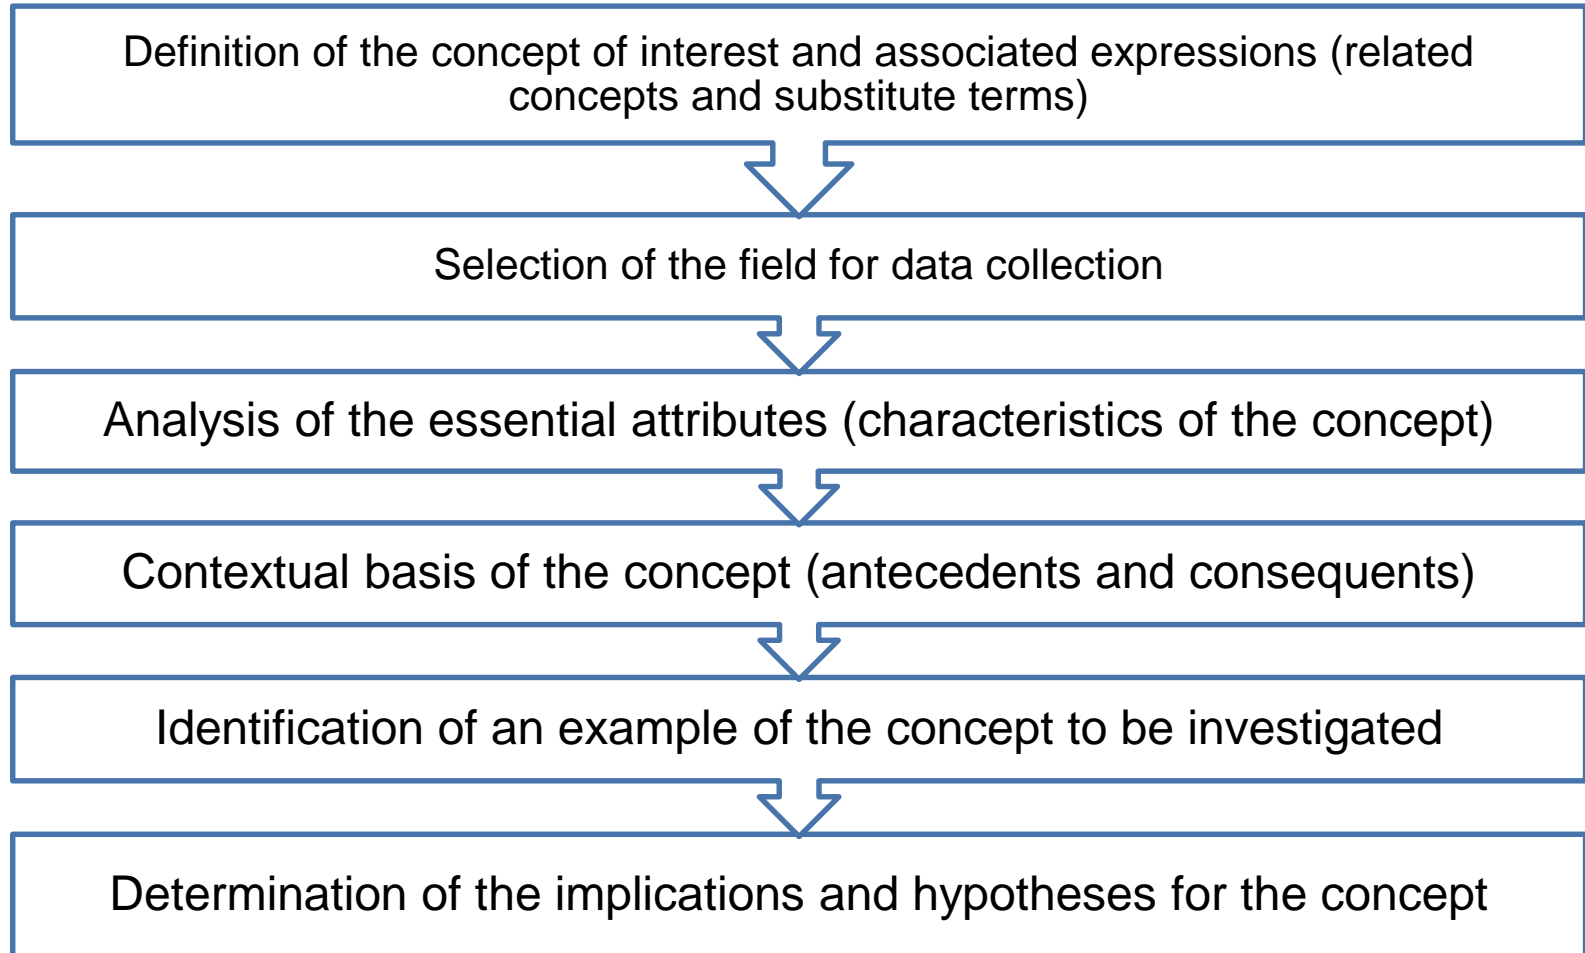 Definition of the concept of interest and associated expressions (related
concepts and substitute terms)
Selection of the field for data collection
Analysis of the essential attributes (characteristics of the concept)
Contextual basis of the concept (antecedents and consequents)
Identification of an example of the concept to be investigated
Determination of the implications and hypotheses for the concept